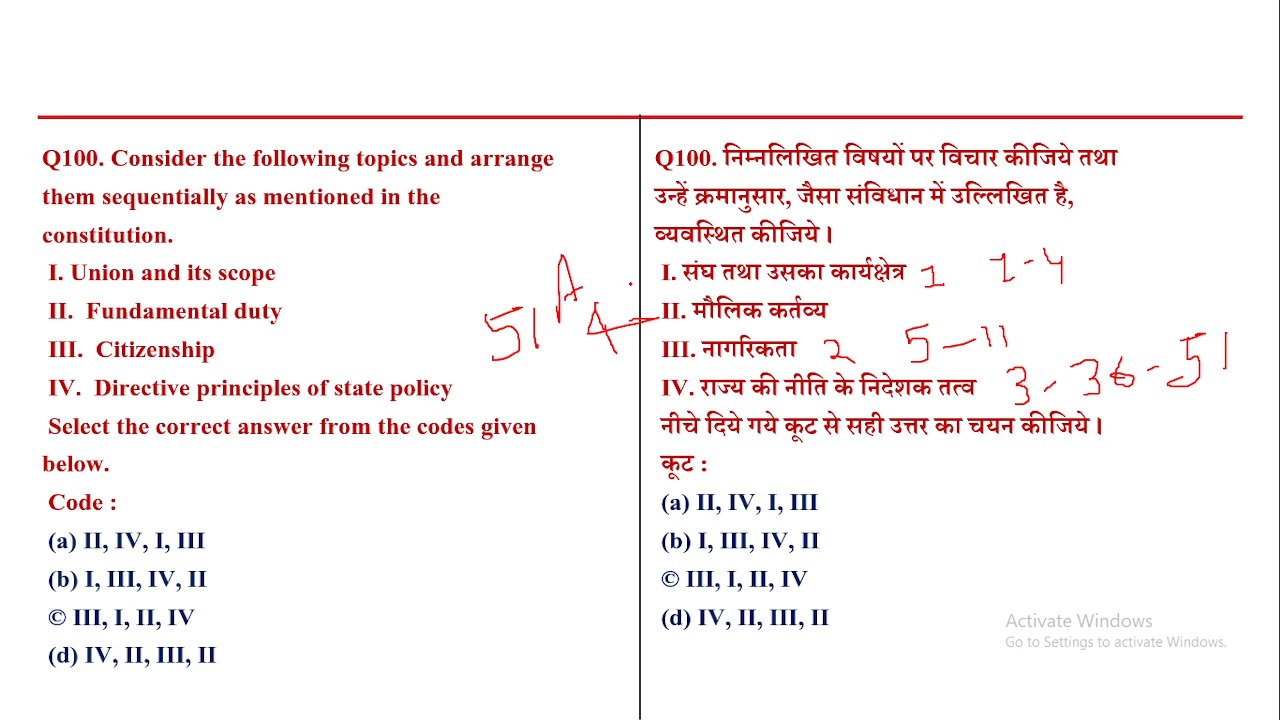 Q100. Consider the following topics and arrange
them sequentially as mentioned in the
constitution.
I. Union and its scope
II. Fundamental duty
III. Citizenship
IV. Directive principles of state policy
Select the correct answer from the codes given
below.
Code :
(a) II, IV, I, III
(b) I, III, IV, II
© III, I, II, IV
(d) IV, II, III, II
51A
4
Q100. निम्नलिखित विषयों पर विचार कीजिये तथा
उन्हें क्रमानुसार, जैसा संविधान में उल्लिखित है,
व्यवस्थित कीजिये।
I. संघ तथा उसका कार्यक्षेत्र 1 1-4
II. मौलिक कर्तव्य
III. नागरिकता 2 5-11
IV. राज्य की नीति के निदेशक तत्व 3 - 36 - 51
नीचे दिये गये कूट से सही उत्तर का चयन कीजिये।
कूट :
(a) II, IV, I, III
(b) I, III, IV, II
© III, I, II, IV
(d) IV, II, III, II
Activate Windows
Go to Settings to activate Windows.